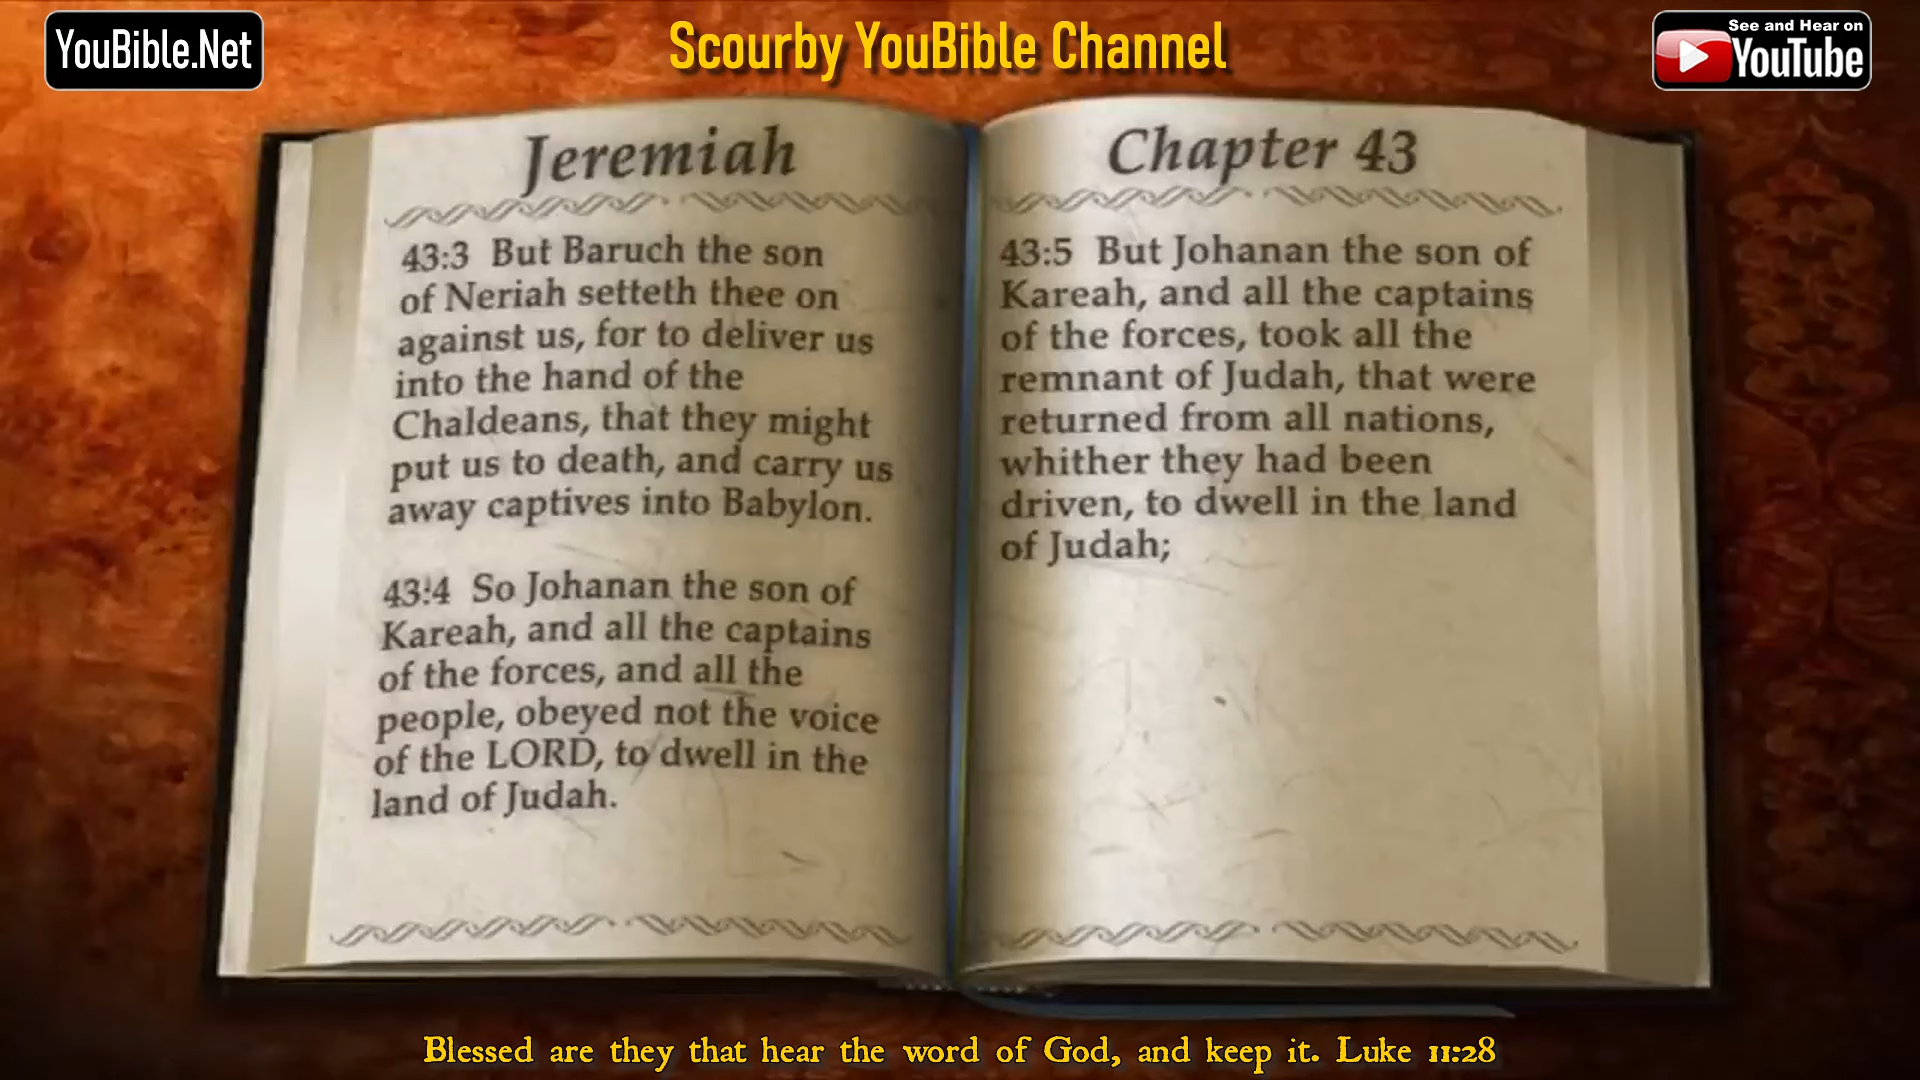 YouBible.Net
Scourby YouBible Channel
See and Hear on
YouTube
Jeremiah
43:3 But Baruch the son
of Neriah setteth thee on
against us, for to deliver us
into the hand of the
Chaldeans, that they might
put us to death, and carry us
away captives into Babylon.
43:4 So Johanan the son of
Kareah, and all the captains
of the forces, and all the
people, obeyed not the voice
of the LORD, to dwell in the
land of Judah.
Chapter 43
43:5 But Johanan the son of
Kareah, and all the captains
of the forces, took all the
remnant of Judah, that were
returned from all nations,
whither they had been
driven, to dwell in the land
of Judah;
Blessed are they that hear the word of God, and keep it. Luke 11:28